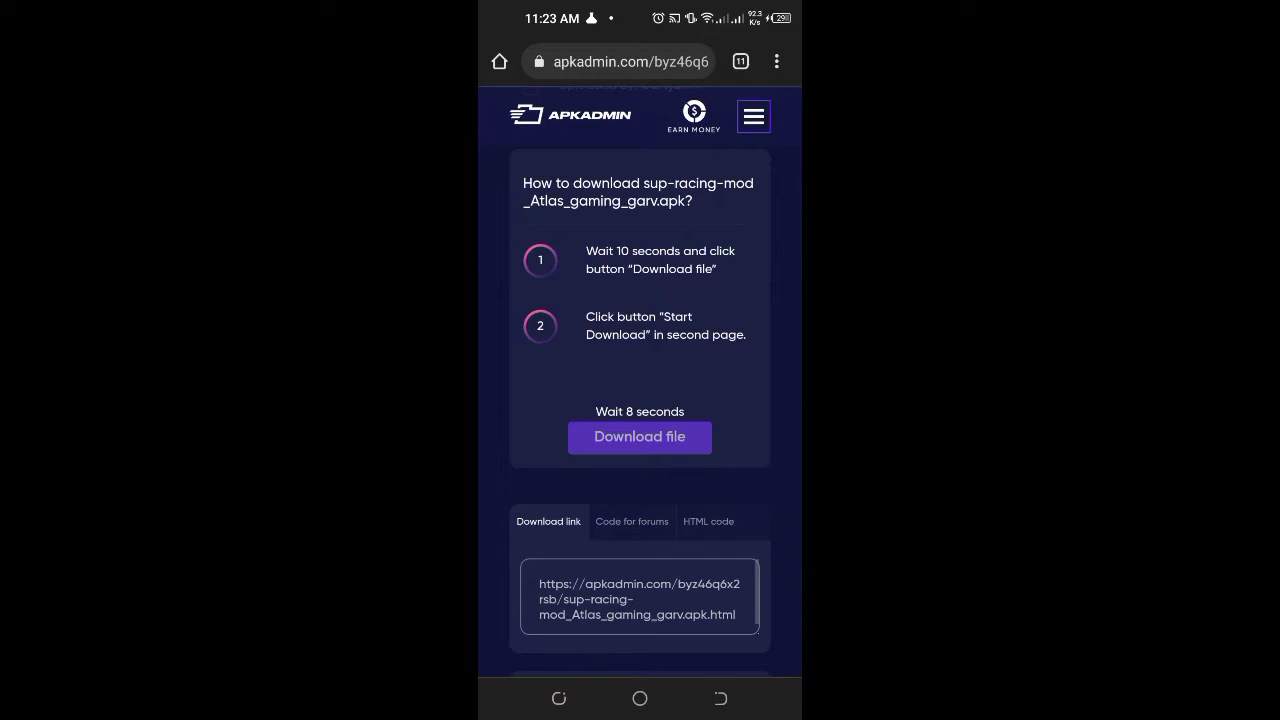 11:23 AM
92.3
K/s
29
apkadmin.com/byz46q6
11
APKADMIN
EARN MONEY
How to download sup-racing-mod
_Atlas_gaming_garv.apk?
1
Wait 10 seconds and click
button “Download file”
2
Click button “Start
Download” in second page.
Wait 8 seconds
Download file
Download link
Code for forums
HTML code
https://apkadmin.com/byz46q6x2
rsb/sup-racing-
mod_Atlas_gaming_garv.apk.html